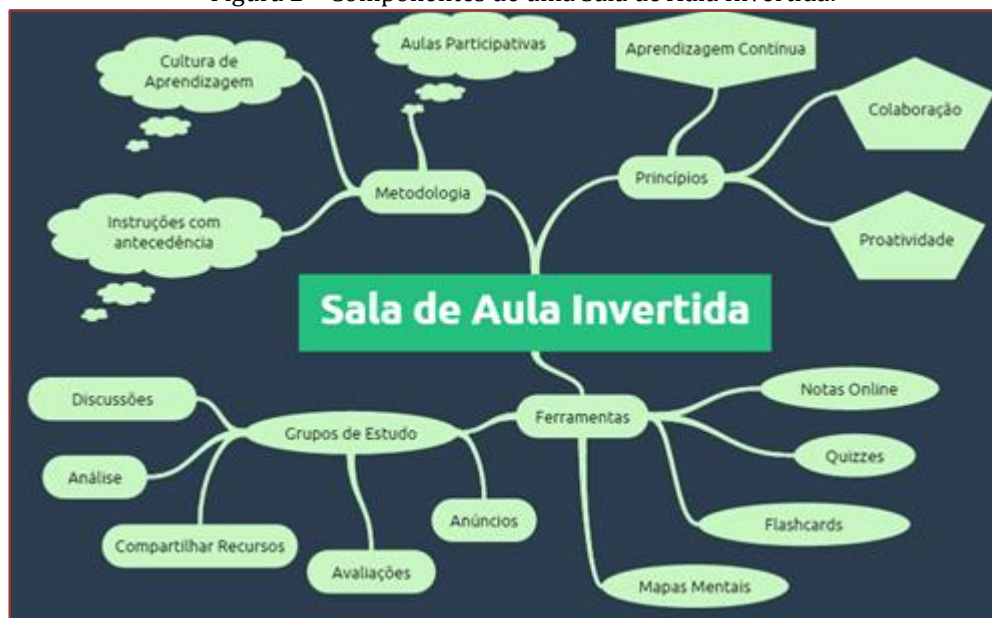 Cultura de
Aprendizagem
Aulas Participativas
Aprendizagem Contínua
Colaboração
Metodologia
Princípios
Instruções com
antecedência
Proatividade
Sala de Aula Invertida
Discussões
Grupos de Estudo
Ferramentas
Notas Online
Análise
Quizzes
Anúncios
Compartilhar Recursos
Flashcards
Avaliações
Mapas Mentais